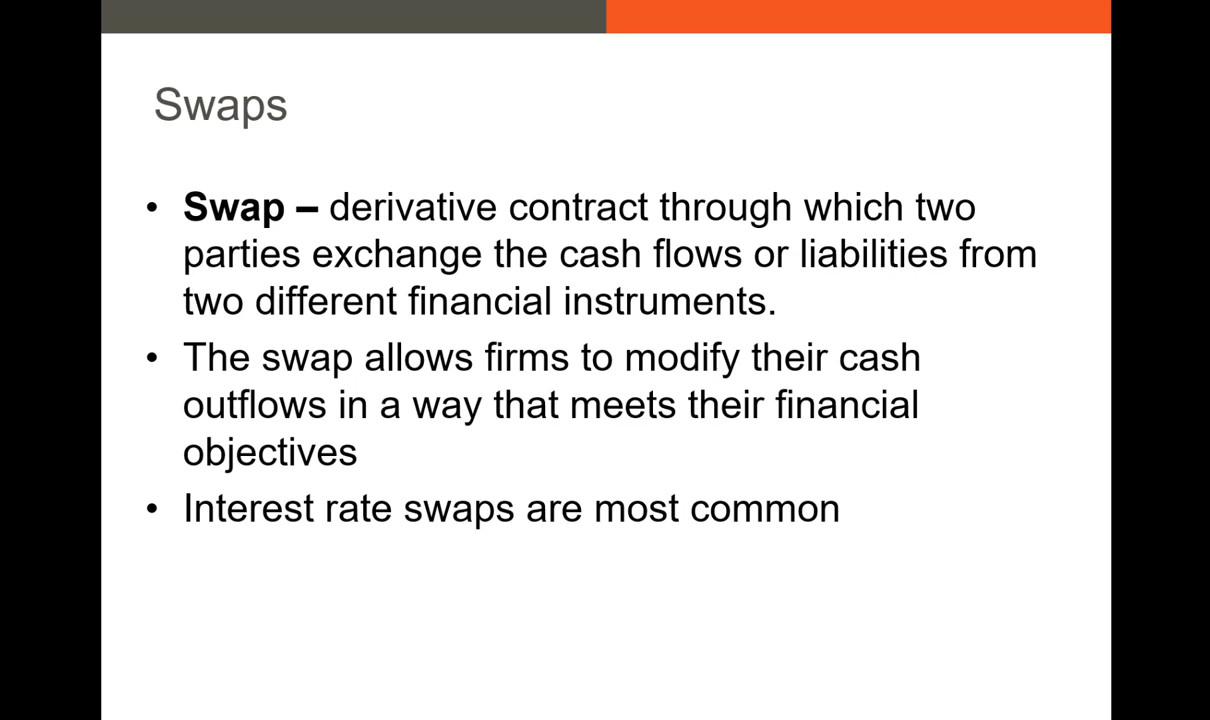 Swaps
• Swap – derivative contract through which two
parties exchange the cash flows or liabilities from
two different financial instruments.
• The swap allows firms to modify their cash
outflows in a way that meets their financial
objectives
• Interest rate swaps are most common